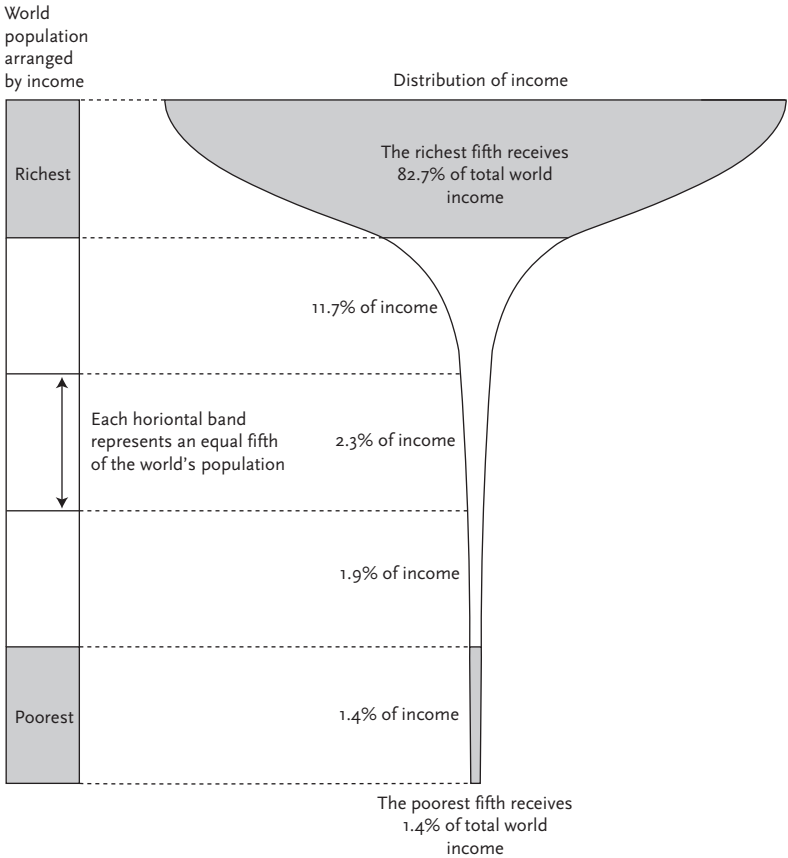 World
population
arranged
by income
Distribution of income
Richest
The richest fifth receives
82.7% of total world
income
11.7% of income
Each horiontal band
represents an equal fifth
of the world's population
2.3% of income
1.9% of income
Poorest
1.4% of income
The poorest fifth receives
1.4% of total world
income